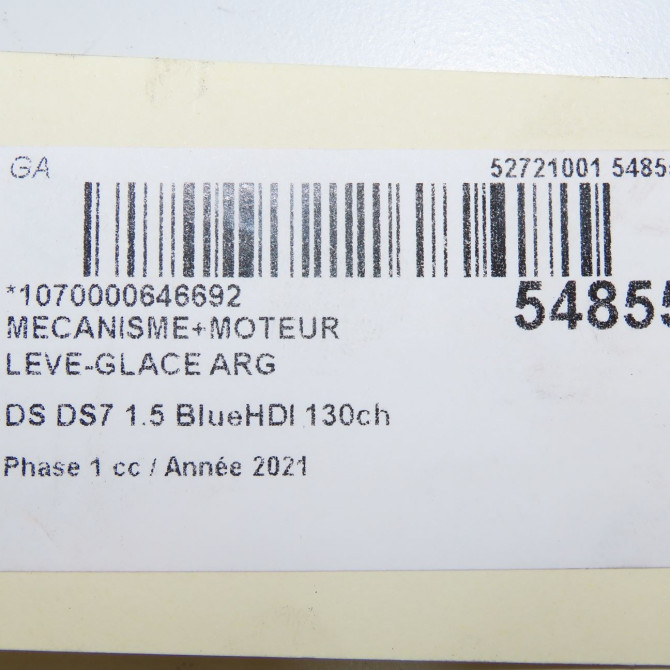 GA
52721001 5485
*1070000646692
54855
MECANISME+MOTEUR
LEVE-GLACE ARG
DS DS7 1.5 BlueHDI 130ch
Phase 1 cc / Année 2021